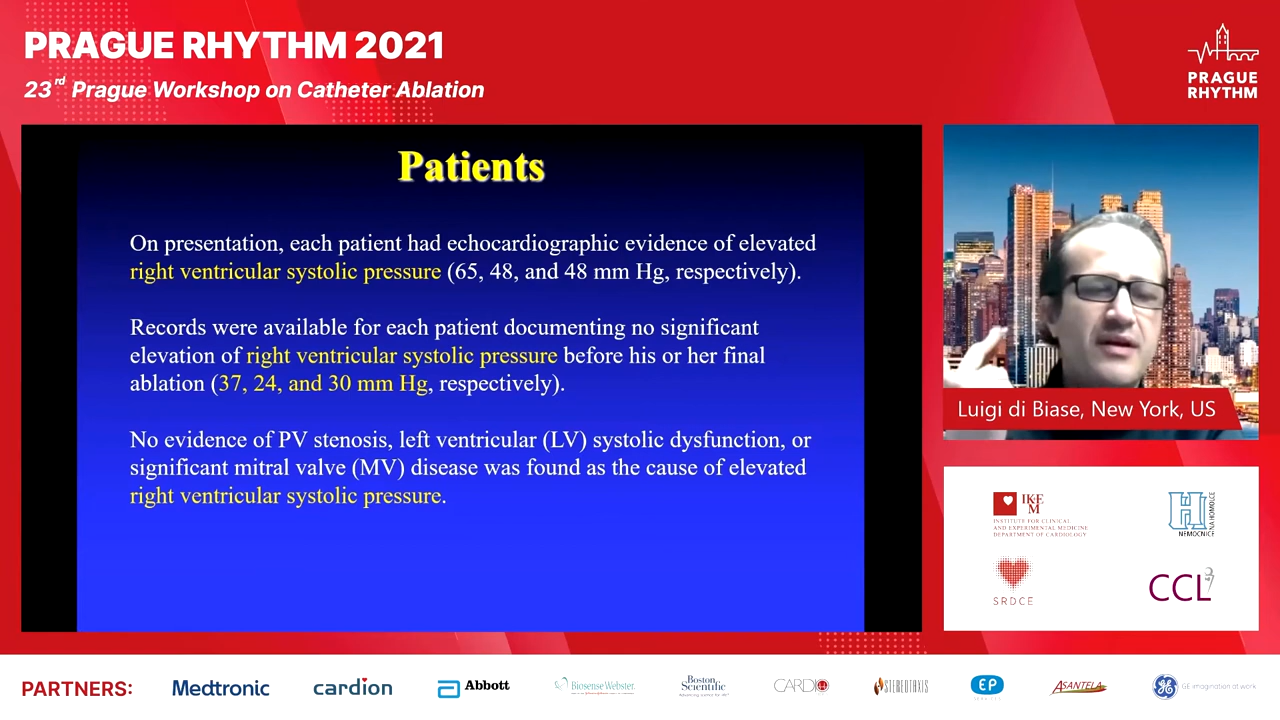 PRAGUE RHYTHM 2021
23rd Prague Workshop on Catheter Ablation
PRAGUE
RHYTHM
Patients
On presentation, each patient had echocardiographic evidence of elevated
right ventricular systolic pressure (65, 48, and 48 mm Hg, respectively).
Records were available for each patient documenting no significant
elevation of right ventricular systolic pressure before his or her final
ablation (37, 24, and 30 mm Hg, respectively).
No evidence of PV stenosis, left ventricular (LV) systolic dysfunction, or
significant mitral valve (MV) disease was found as the cause of elevated
right ventricular systolic pressure.
Luigi di Biase, New York, US
IKE
M
INSTITUTE FOR CLINICAL
AND EXPERIMENTAL MEDICINE
DEPARTMENT OF CARDIOLOGY
H
NEMOCNICE
NA HOMOLCE
SRDCE
CCL
PARTNERS:
Medtronic
cardion
Abbott
Biosense Webster
Boston
Scientific
CARDIO
STEREOTAXIS
EP
SERVICES
ASANTELA
GE imagination at work